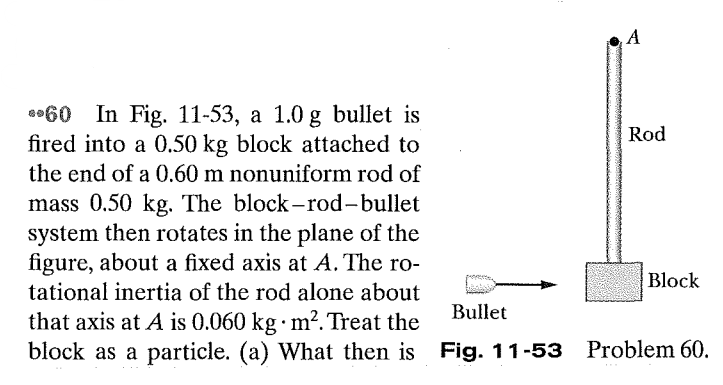 ••60 In Fig. 11-53, a 1.0 g bullet is
fired into a 0.50 kg block attached to
the end of a 0.60 m nonuniform rod of
mass 0.50 kg. The block–rod–bullet
system then rotates in the plane of the
figure, about a fixed axis at A. The ro-
tational inertia of the rod alone about
that axis at A is 0.060 kg · m². Treat the
block as a particle. (a) What then is
A
Rod
Block
Bullet
Fig. 11-53 Problem 60.